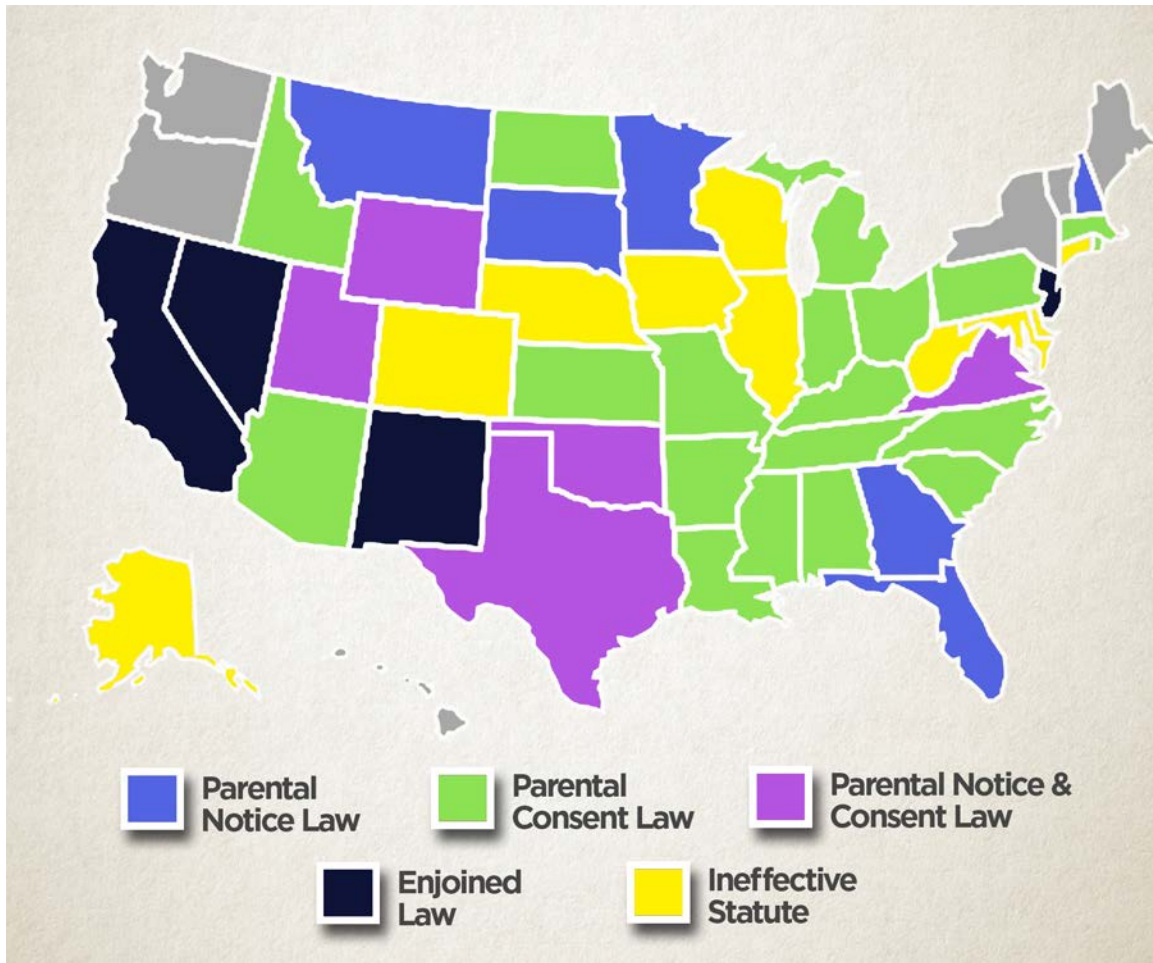 Parental
Notice Law
Parental
Consent Law
Parental Notice &
Consent Law
Enjoined
Law
Ineffective
Statute